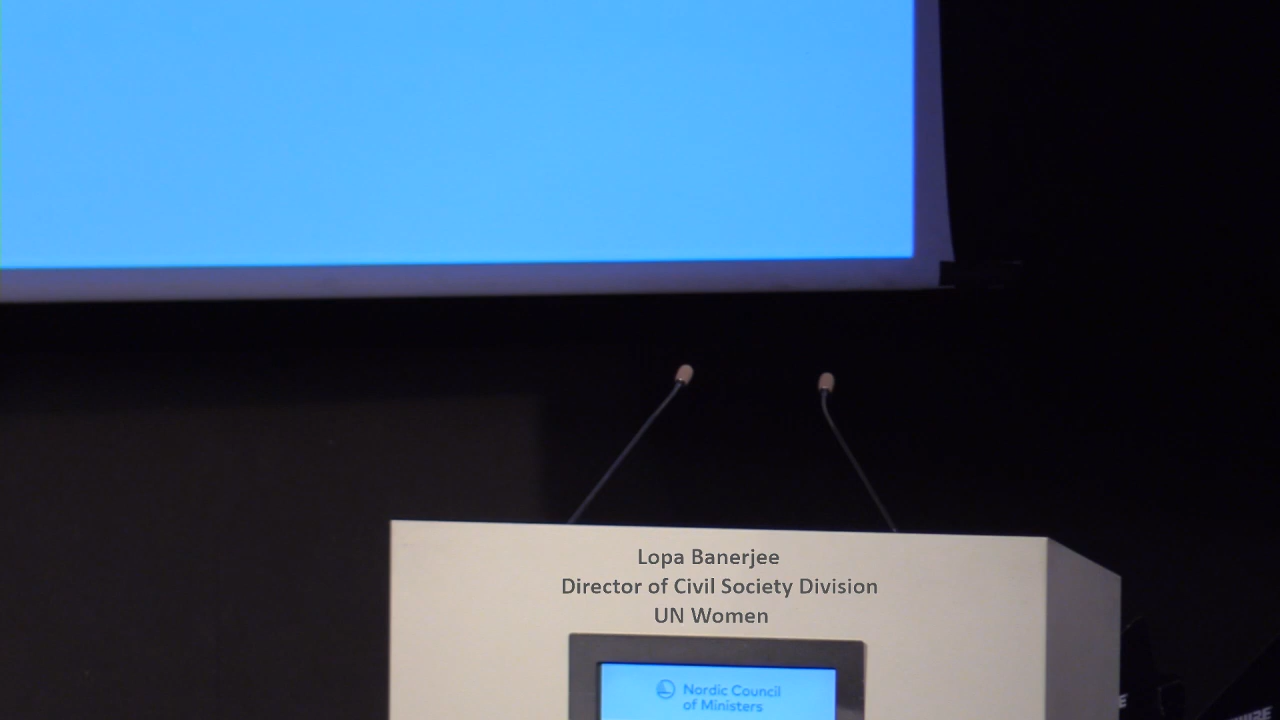 Lopa Banerjee
Director of Civil Society Division
UN Women
Nordic Council
of Ministers